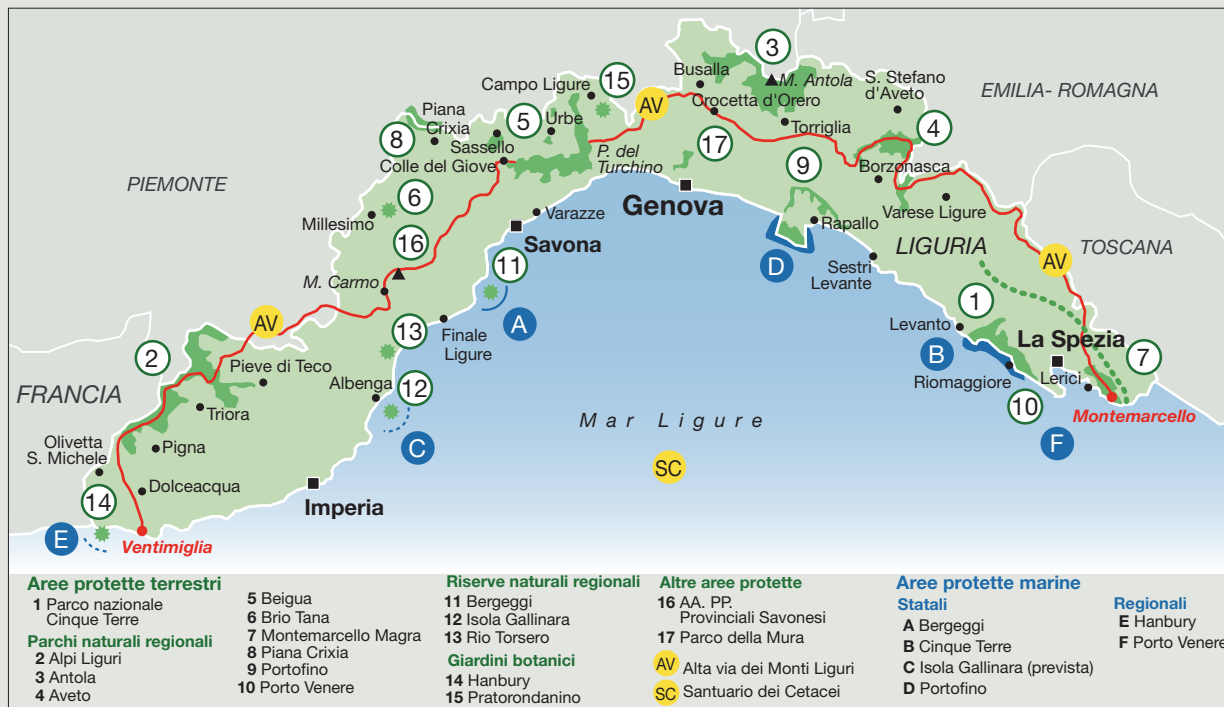 3
15
Busalla
M. Antola
S. Stefano
d'Aveto
EMILIA- ROMAGNA
Campo Ligure
AV
Crocetta d'Orero
Piana
Crixia
5
Urbe
Torriglia
4
8
Sassello
Colle del Giove
P. del
Turchino
17
9
Borzonasca
PIEMONTE
6
Genova
Varese Ligure
Millesimo
16
Varazze
Rapallo
Savona
LIGURIA
TOSCANA
11
D
Sestri
Levante
AV
M. Carmo
A
1
AV
13
Finale
Ligure
Levanto
La Spezia
2
Pieve di Teco
B
7
Albenga
12
Riomaggiore
Lerici
FRANCIA
Triora
10
Montemarcello
Mar Ligure
C
F
Olivetta
S. Michele
Pigna
SC
Dolceacqua
14
Imperia
E
Ventimiglia
Aree protette terrestri
1 Parco nazionale
Cinque Terre
Parchi naturali regionali
2 Alpi Liguri
3 Antola
4 Aveto
5 Beigua
6 Brio Tana
7 Montemarcello Magra
8 Piana Crixia
9 Portofino
10 Porto Venere
Riserve naturali regionali
11 Bergeggi
12 Isola Gallinara
13 Rio Torsero
Giardini botanici
14 Hanbury
15 Pratorondanino
Altre aree protette
16 AA. PP.
Provinciali Savonesi
17 Parco della Mura
AV Alta via dei Monti Liguri
SC Santuario dei Cetacei
Aree protette marine
Statali
A Bergeggi
B Cinque Terre
C Isola Gallinara (prevista)
D Portofino
Regionali
E Hanbury
F Porto Venere